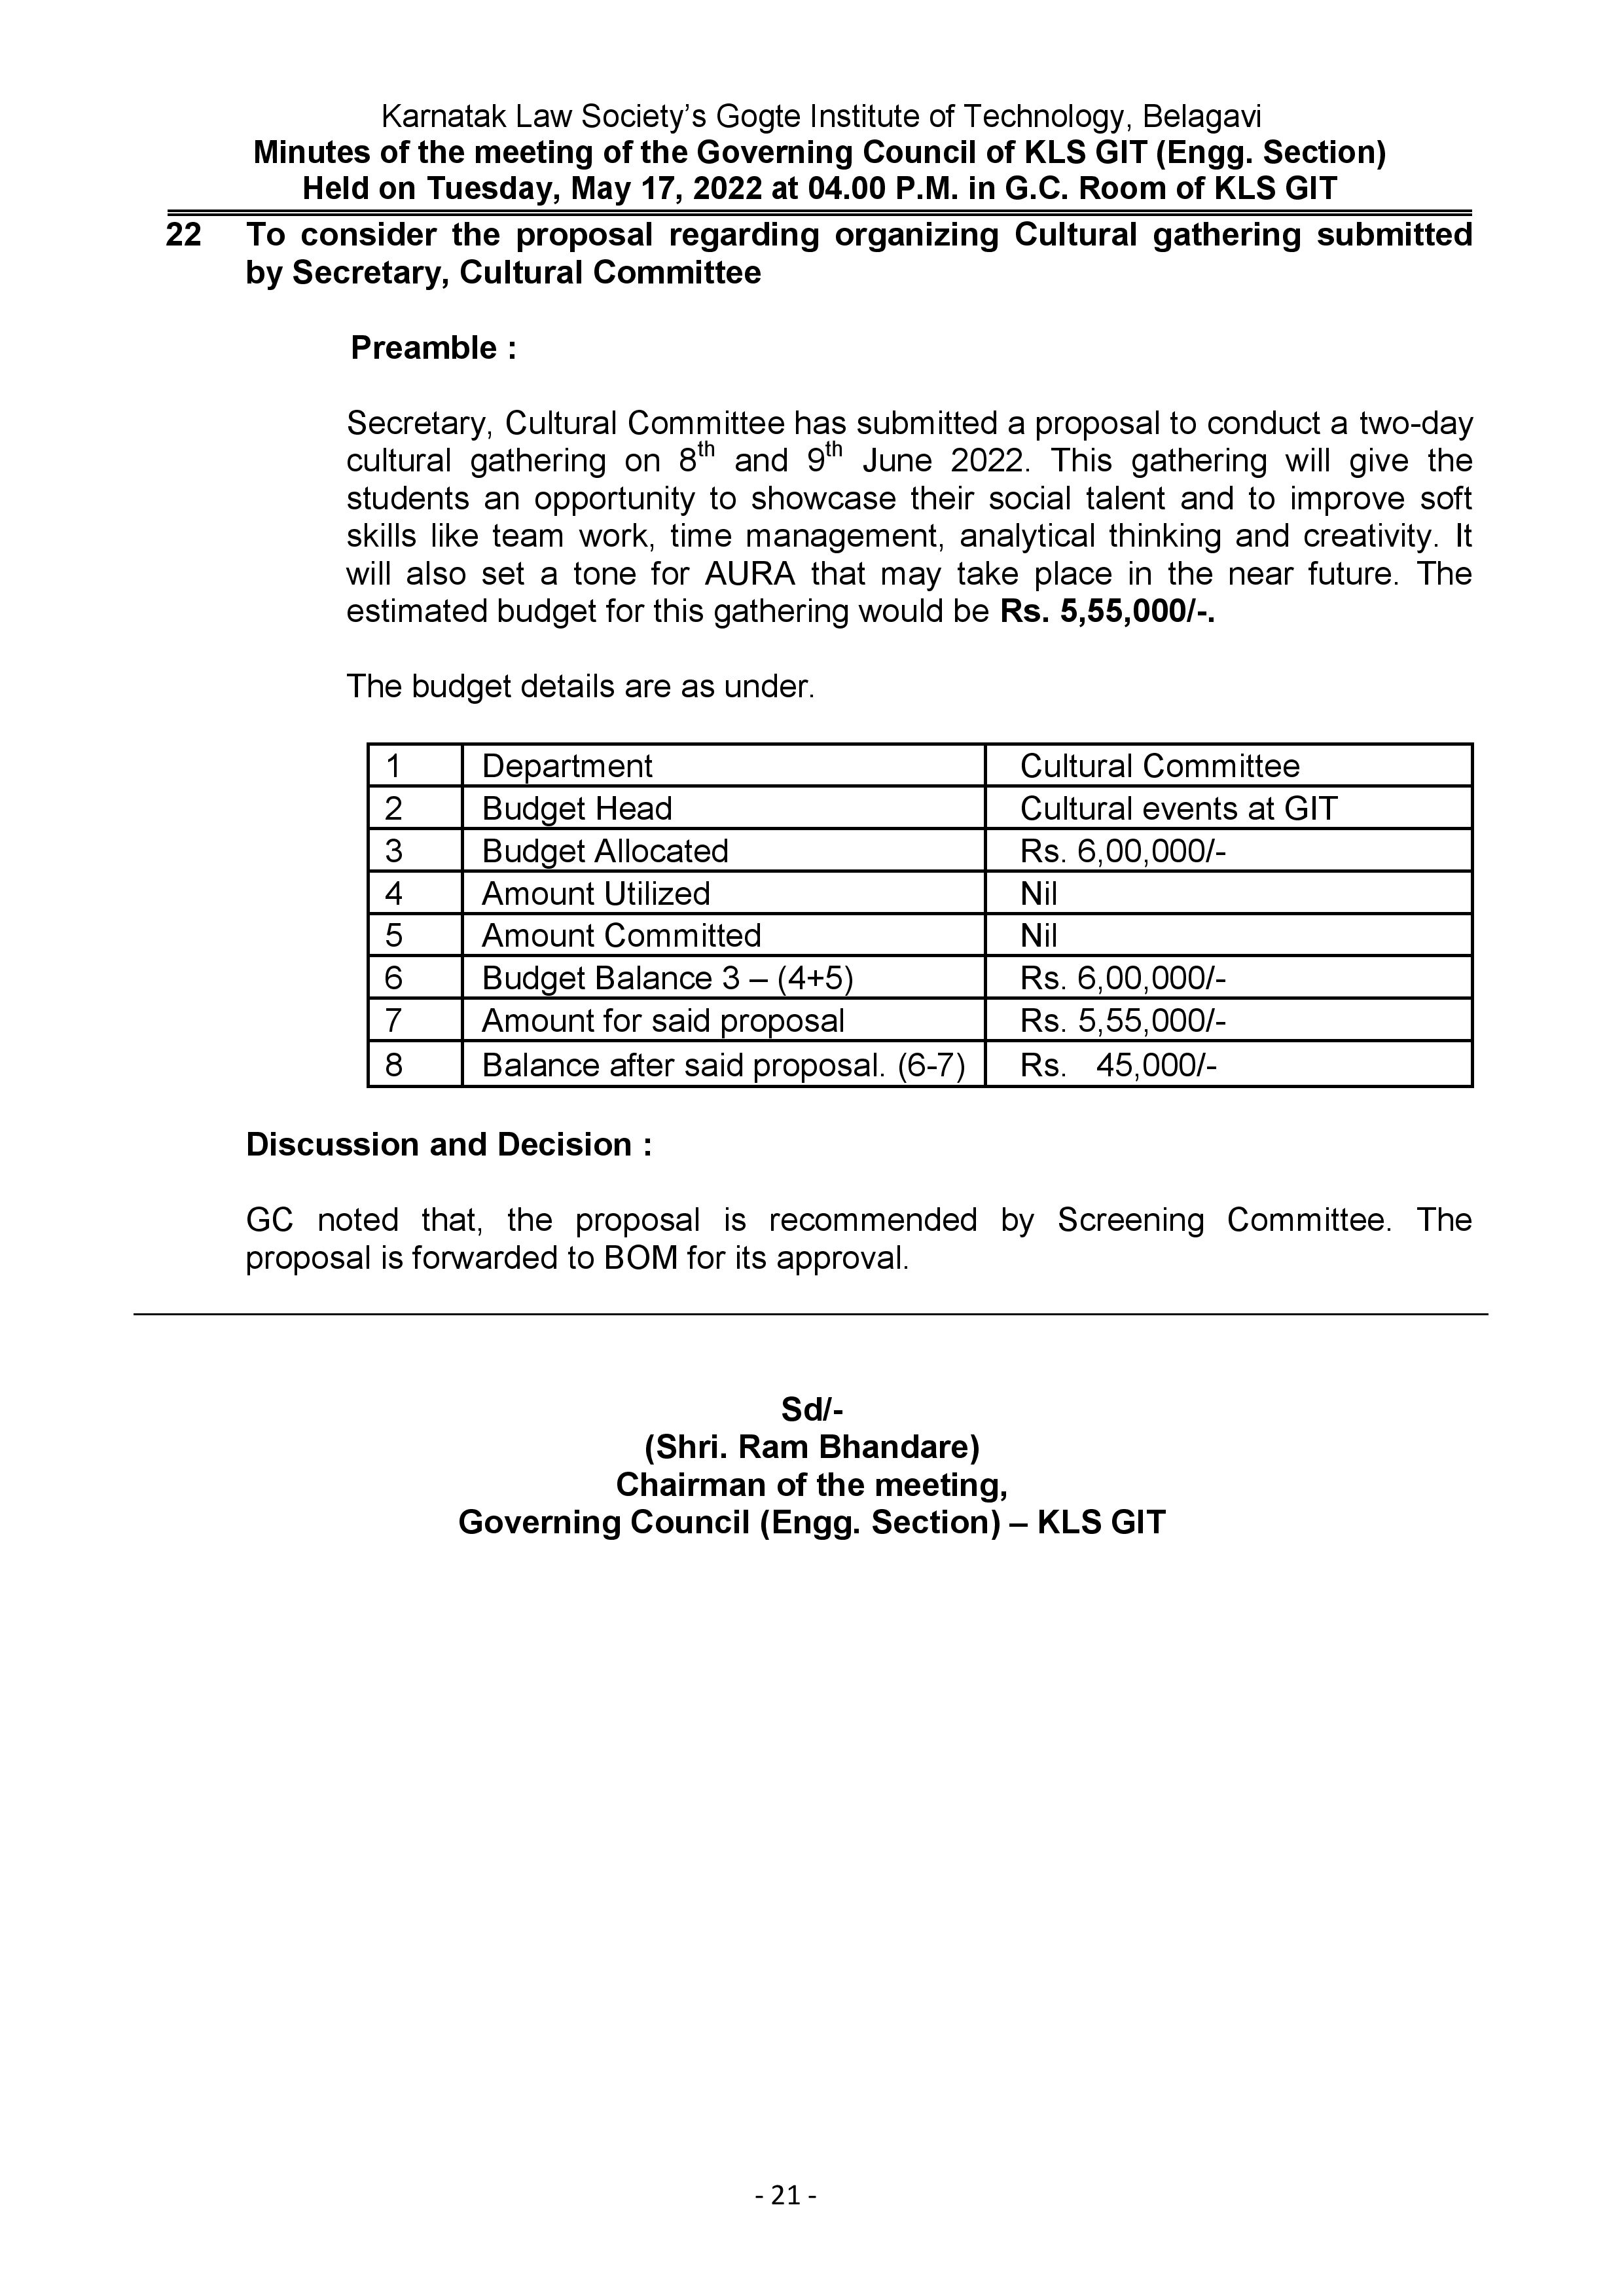 Karnatak Law Society’s Gogte Institute of Technology, Belagavi
Minutes of the meeting of the Governing Council of KLS GIT (Engg. Section)
Held on Tuesday, May 17, 2022 at 04.00 P.M. in G.C. Room of KLS GIT
22 To consider the proposal regarding organizing Cultural gathering submitted
by Secretary, Cultural Committee
Preamble :
Secretary, Cultural Committee has submitted a proposal to conduct a two-day
cultural gathering on 8th and 9th June 2022. This gathering will give the
students an opportunity to showcase their social talent and to improve soft
skills like team work, time management, analytical thinking and creativity. It
will also set a tone for AURA that may take place in the near future. The
estimated budget for this gathering would be Rs. 5,55,000/-.
The budget details are as under.
1 Department Cultural Committee
2 Budget Head Cultural events at GIT
3 Budget Allocated Rs. 6,00,000/-
4 Amount Utilized Nil
5 Amount Committed Nil
6 Budget Balance 3 – (4+5) Rs. 6,00,000/-
7 Amount for said proposal Rs. 5,55,000/-
8 Balance after said proposal. (6-7) Rs. 45,000/-
Discussion and Decision :
GC noted that, the proposal is recommended by Screening Committee. The
proposal is forwarded to BOM for its approval.
Sd/-
(Shri. Ram Bhandare)
Chairman of the meeting,
Governing Council (Engg. Section) – KLS GIT
- 21 -